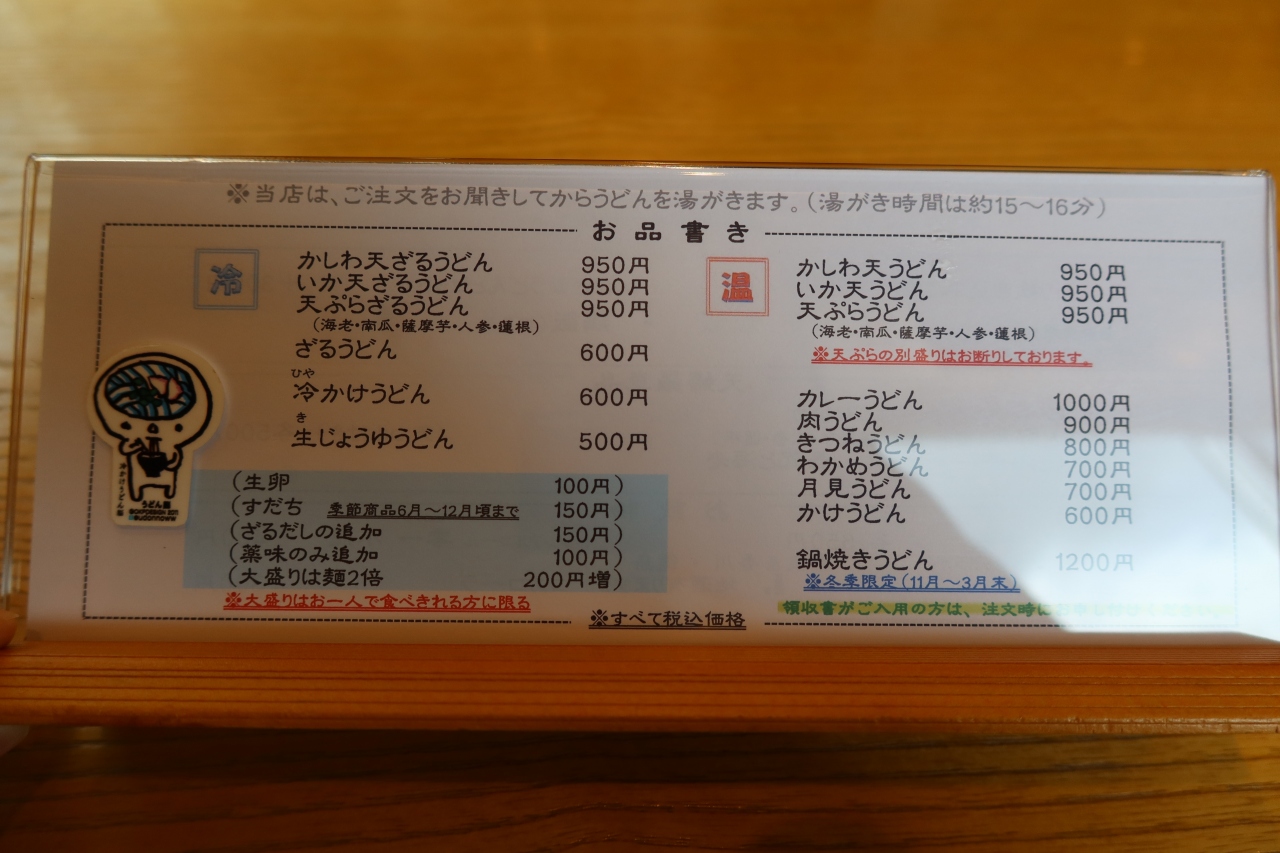 ※当店は、ご注文をお聞きしてからうどんを湯がきます。(湯がき時間は約15～16分)
お品書き
冷
かしわ天ざるうどん 950円
いか天ざるうどん 950円
天ぷらざるうどん 950円
(海老・南瓜・薩摩芋・人参・蓮根)
ざるうどん 600円
ひや
冷かけうどん 600円
き
生じょうゆうどん 500円
(生卵 100円)
(すだち 季節商品6月～12月頃まで 150円)
(ざるだしの追加 150円)
(薬味のみ追加 100円)
(大盛りは麺2倍 200円増)
※大盛りはお一人で食べきれる方に限る
温
かしわ天うどん 950円
いか天うどん 950円
天ぷらうどん 950円
(海老・南瓜・薩摩芋・人参・蓮根)
※天ぷらの別盛りはお断りしております。
カレーうどん 1000円
肉うどん 900円
きつねうどん 800円
わかめうどん 700円
月見うどん 700円
かけうどん 600円
鍋焼きうどん 1200円
※冬季限定(11月～3月末)
領収書がご入用の方は、注文時に
※すべて税込価格
冷かけうどん
うどん